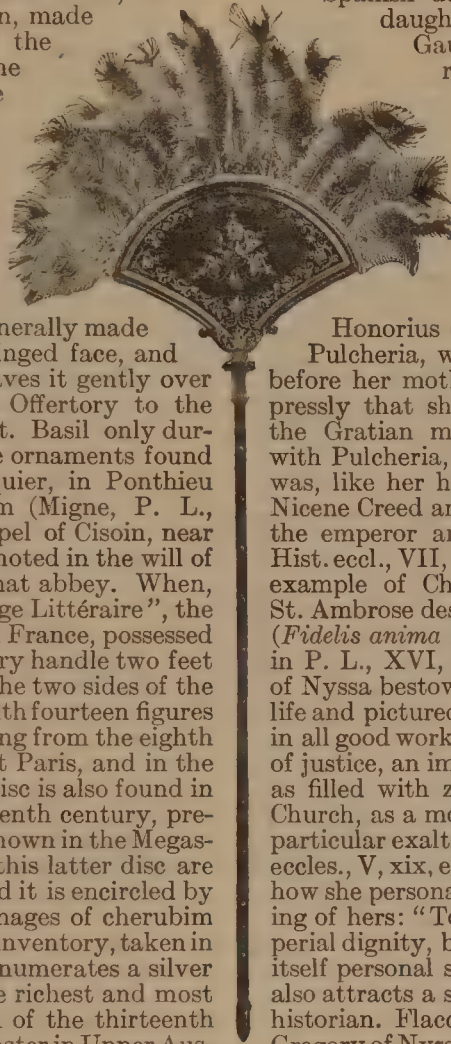 n, made
the
ne
e
nerally made
inged face, and
ves it gently over
Offertory to the
t. Basil only dur-
e ornaments found
quier, in Ponthieu
m (Migne, P. L.,
pel of Cisoin, near
noted in the will of
hat abbey. When,
ge Littéraire", the
France, possessed
ry handle two feet
he two sides of the
th fourteen figures
ng from the eighth
t Paris, and in the
isc is also found in
enth century, pre-
nown in the Megas-
this latter disc are
d it is encircled by
mages of cherubim
inventory, taken in
numerates a silver
e richest and most
n of the thirteenth
daugh
Gau
r
Honorius
Pulcheria, w
before her moth
pressly that sh
the Gratian m
with Pulcheria,
was, like her h
Nicene Creed an
the emperor an
Hist. eccl., VII,
example of Ch
St. Ambrose des
(Fidelis anima
in P. L., XVI,
of Nyssa bestow
life and pictured
in all good work
of justice, an im
as filled with z
Church, as a mo
particular exalt
eccles., V, xix, e
how she persona
ing of hers: "To
perial dignity, b
itself personal s
also attracts a s
historian. Flacc